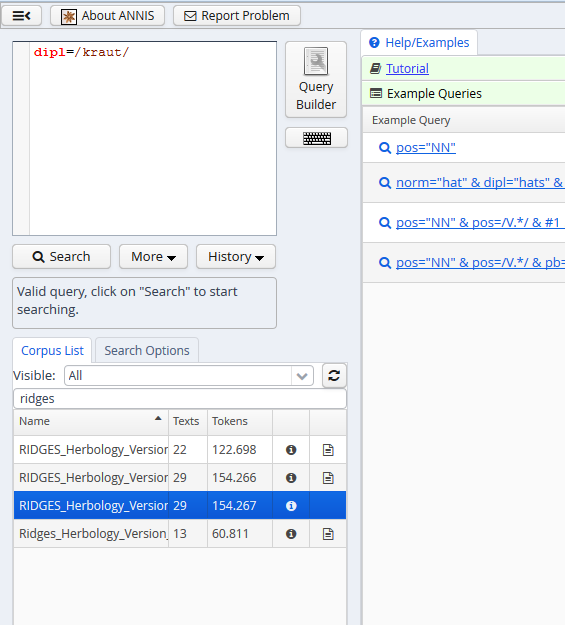 About ANNIS
Report Problem
dipl=/kraut/
Query
Builder
Search
More
History
Valid query, click on "Search" to start
searching.
Corpus List
Search Options
Visible:
All
ridges
Name Texts Tokens
RIDGES_Herbology_Version 22 122.698
RIDGES_Herbology_Version 29 154.266
RIDGES_Herbology_Version 29 154.267
Ridges_Herbology_Version_ 13 60.811
Help/Examples
Tutorial
Example Queries
Example Query
pos="NN"
norm="hat" & dipl="hats" &
pos="NN" & pos=/V.*/ & #1
pos="NN" & pos=/V.*/ & pb=